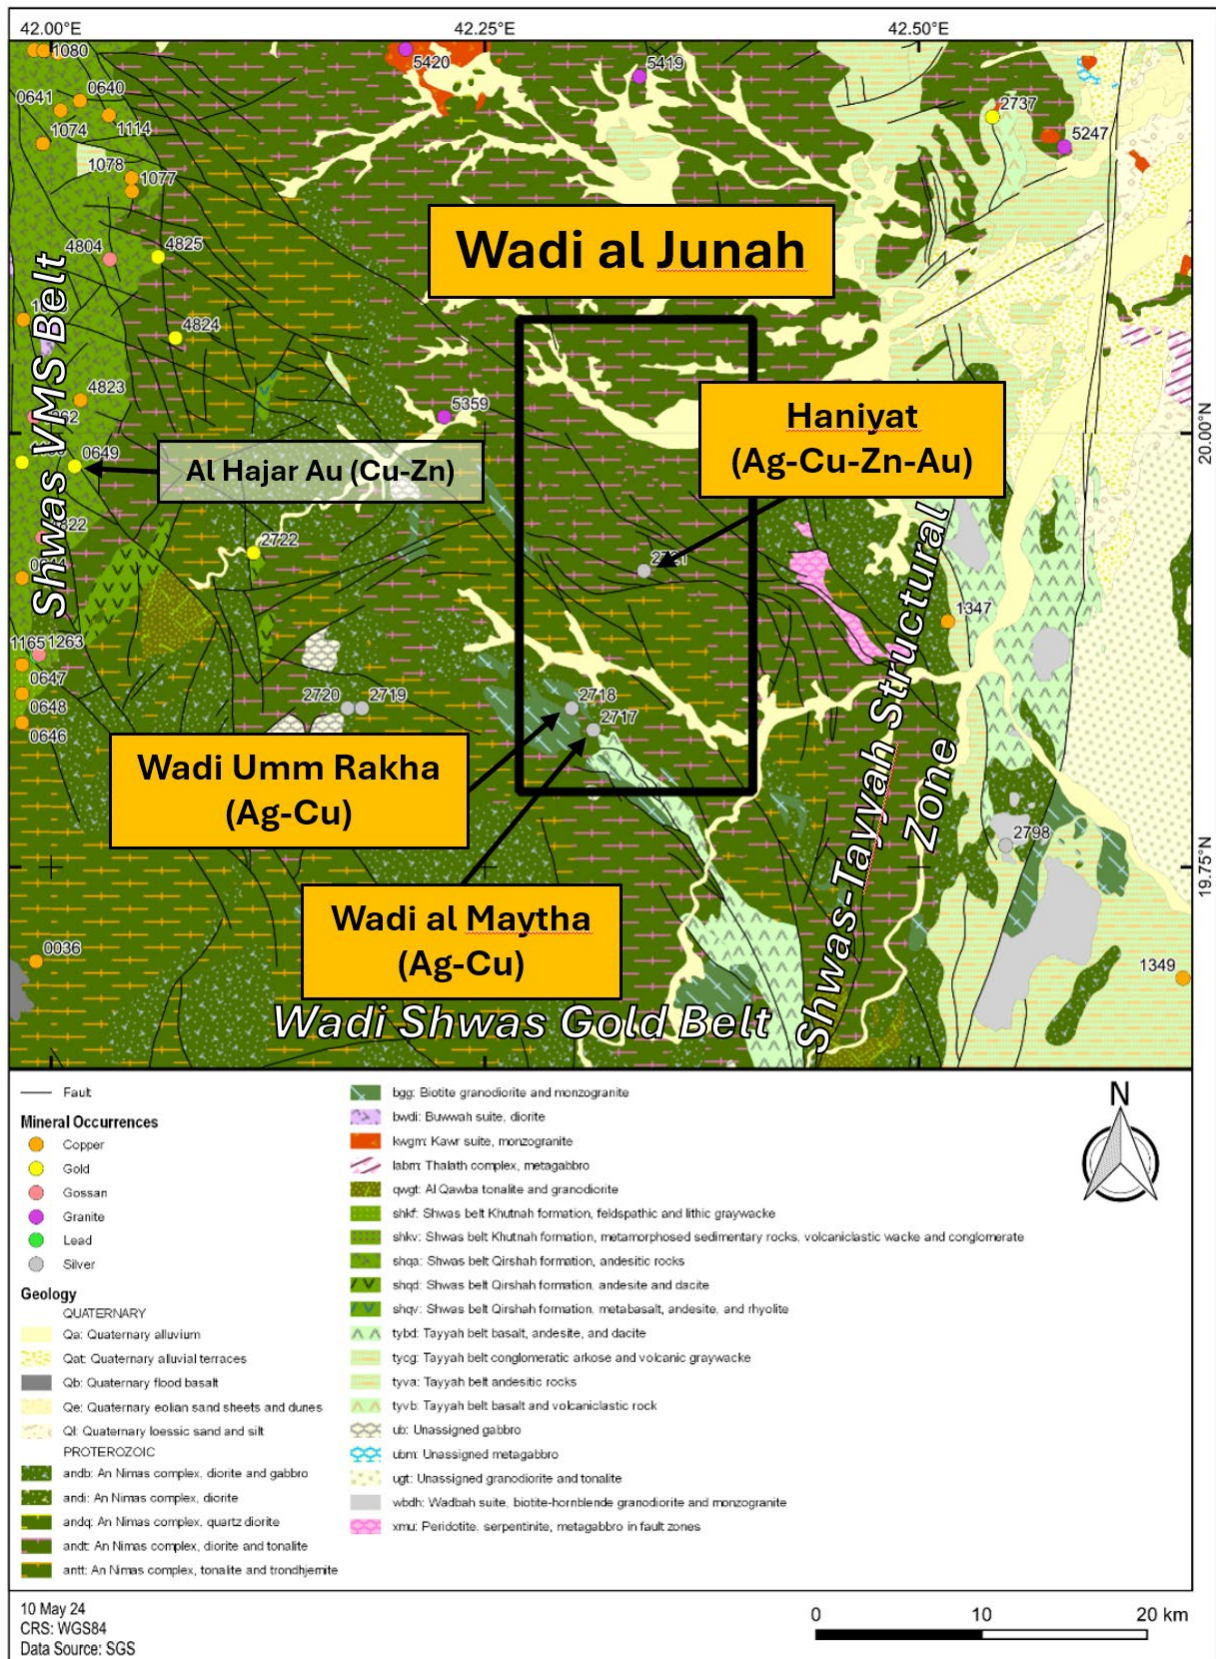 42.00°E
42.25°E
42.50°E
1080
5420
5419
0641
0640
2737
1074
1114
5247
1078
1077
Wadi al Junah
4804
4825
4824
Shwas VMS Belt
4823
5359
20.00°N
Haniyat
(Ag-Cu-Zn-Au)
0649
Al Hajar Au (Cu-Zn)
2722
1347
1165
1263
0647
2720
2719
2718
0648
2717
0646
Shwas-Tayyah Structural
Zone
Wadi Umm Rakha
(Ag-Cu)
2798
19.75°N
Wadi al Maytha
(Ag-Cu)
0036
1349
Wadi Shwas Gold Belt
Fault
Mineral Occurrences
Copper
Gold
Gossan
Granite
Lead
Silver
Geology
QUATERNARY
Qa: Quaternary alluvium
Qat: Quaternary alluvial terraces
Qb: Quaternary flood basalt
Qe: Quaternary eolian sand sheets and dunes
Ql: Quaternary loessic sand and silt
PROTEROZOIC
andb: An Nimas complex, diorite and gabbro
andi: An Nimas complex, diorite
andq: An Nimas complex, quartz diorite
andt: An Nimas complex, diorite and tonalite
antt: An Nimas complex, tonalite and trondhjemite
bgg: Biotite granodiorite and monzogranite
bwdi: Buwwah suite, diorite
kwgm: Kawr suite, monzogranite
labm: Thalath complex, metagabbro
qwgt: Al Qawba tonalite and granodiorite
shkf: Shwas belt Khutnah formation, feldspathic and lithic graywacke
shkv: Shwas belt Khutnah formation, metamorphosed sedimentary rocks, volcaniclastic wacke and conglomerate
shqa: Shwas belt Qirshah formation, andesitic rocks
shqd: Shwas belt Qirshah formation, andesite and dacite
shqv: Shwas belt Qirshah formation, metabasalt, andesite, and rhyolite
tybd: Tayyah belt basalt, andesite, and dacite
tycg: Tayyah belt conglomeratic arkose and volcanic graywacke
tyva: Tayyah belt andesitic rocks
tyvb: Tayyah belt basalt and volcaniclastic rock
ub: Unassigned gabbro
ubm: Unassigned metagabbro
ugt: Unassigned granodiorite and tonalite
wbdh: Wadbah suite, biotite-hornblende granodiorite and monzogranite
xmu: Peridotite, serpentinite, metagabbro in fault zones
N
10 May 24
CRS: WGS84
Data Source: SGS
0
10
20 km